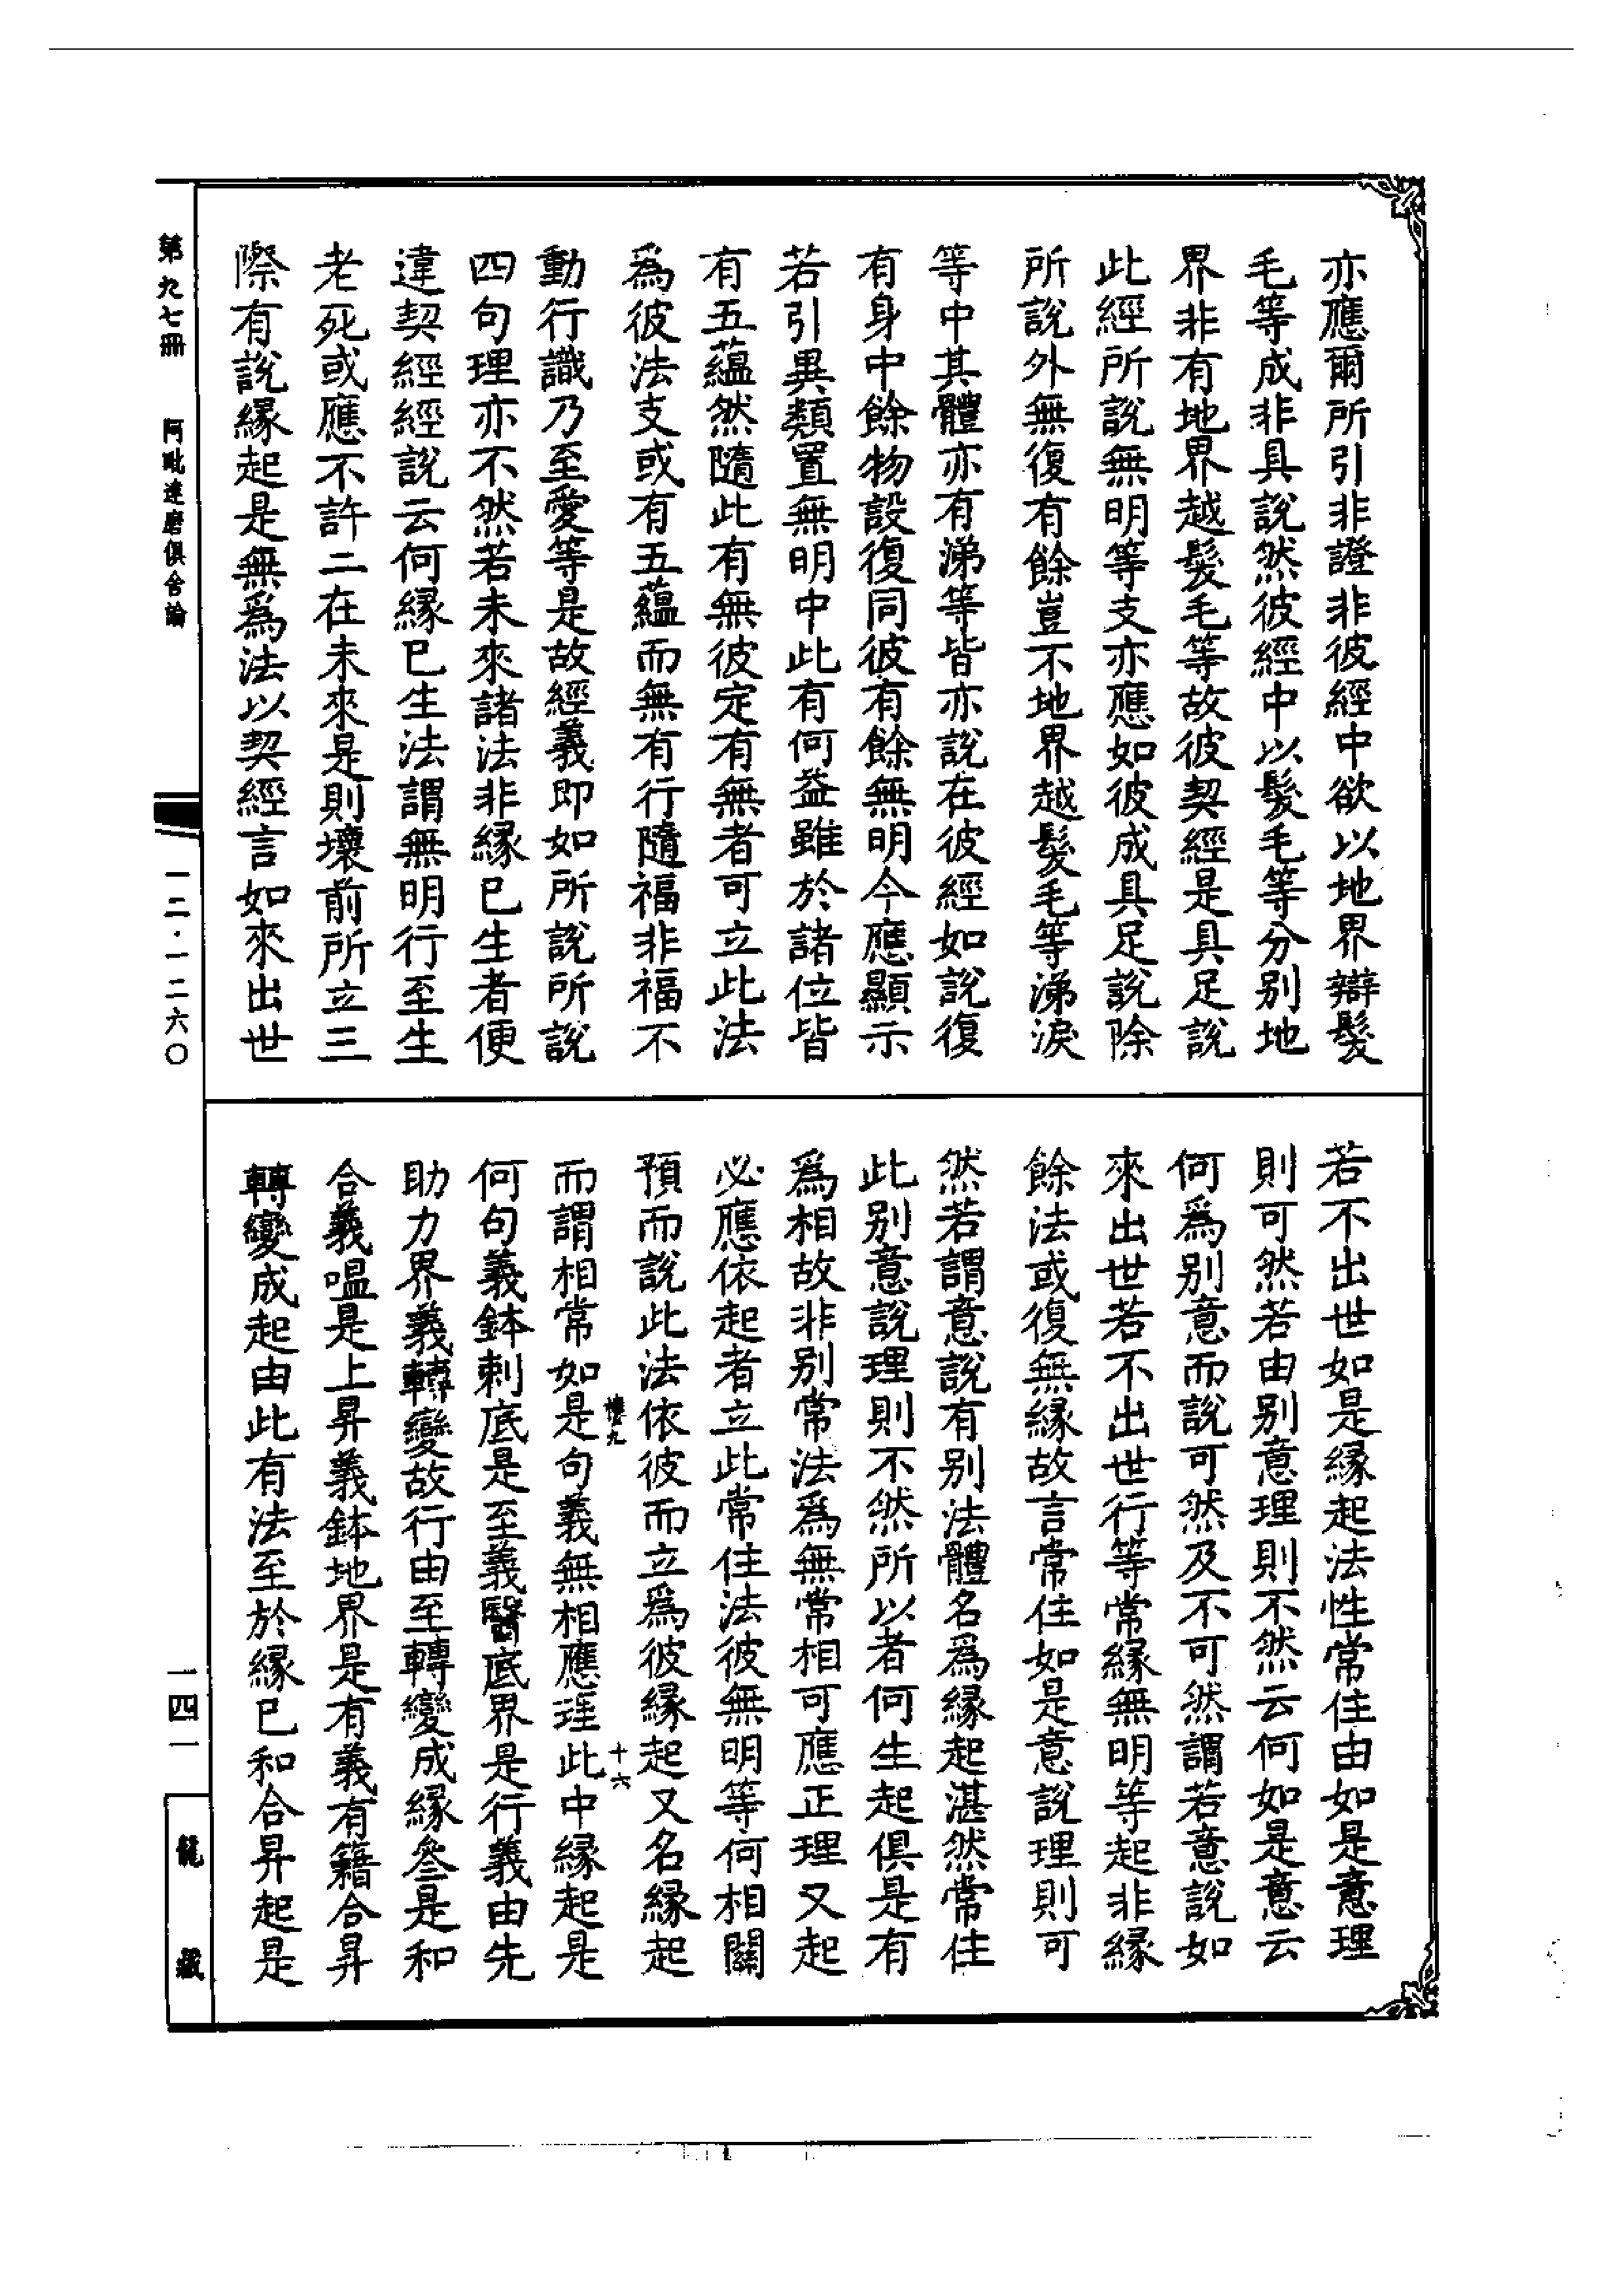 亦應爾所引非證非彼經中欲以地界辯髮
毛等成非具說然彼經中以髮毛等分別地
界非有地界越髮毛等故彼契經是具足說
此經所說無明等支亦應如彼成具足說除
所說外無復有餘豈不地界越髮毛等涕淚
等中其體亦有涕等皆亦說在彼經如說復
有身中餘物設復同彼有餘無明今應顯示
若引異類置無明中此有何益雖於諸位皆
有五蘊然隨此有無彼定有無者可立此法
為彼法支或有五蘊而無有行隨福非福不
動行識乃至愛等是故經義即如所說所說
四句理亦不然若未來諸法非緣已生者便
違契經經說云何緣已生法謂無明行至生
老死或應不許二在未來是則壞前所立三
際有說緣起是無為法以契經言如來出世
若不出世如是緣起法性常住由如是意理
則可然若由別意理則不然云何如是意云
何為別意而說可然及不可然謂若意說如
來出世若不出世行等常緣無明等起非緣
餘法或復無緣故言常住如是意說理則可
然若謂意說有別法體名為緣起湛然常住
此別意說理則不然所以者何生起俱是有
為相故非別常法為無常相可應正理又起
必應依起者立此常住法彼無明等何相關
預而說此法依彼而立為彼緣起又名緣起
而謂相常如是句義無相應理此中緣起是
何句義鉢剌底是至義醫底界是行義由先
助力界義轉變故行由至轉變成緣參是和
合義嗢是上昇義鉢地界是有義有籍合昇
轉變成起由此有法至於緣已和合昇起是
十六
第九七冊 阿毗達磨俱舍論
一二·一二六〇
一四一
龍藏